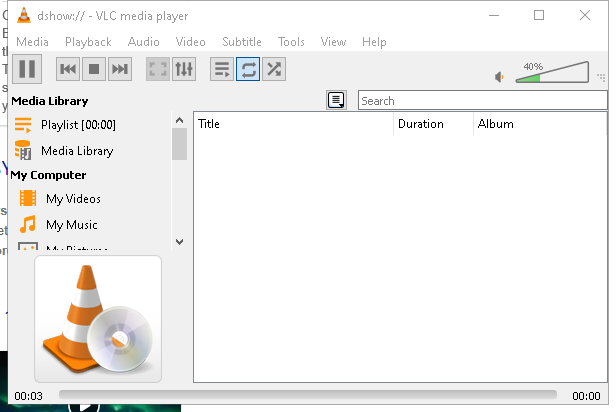 dshow:// - VLC media player
Media Playback Audio Video Subtitle Tools View Help
40%
Media Library
Search
Playlist [00:00]
Title Duration Album
Media Library
My Computer
My Videos
My Music
My Pictures
00:03 00:00